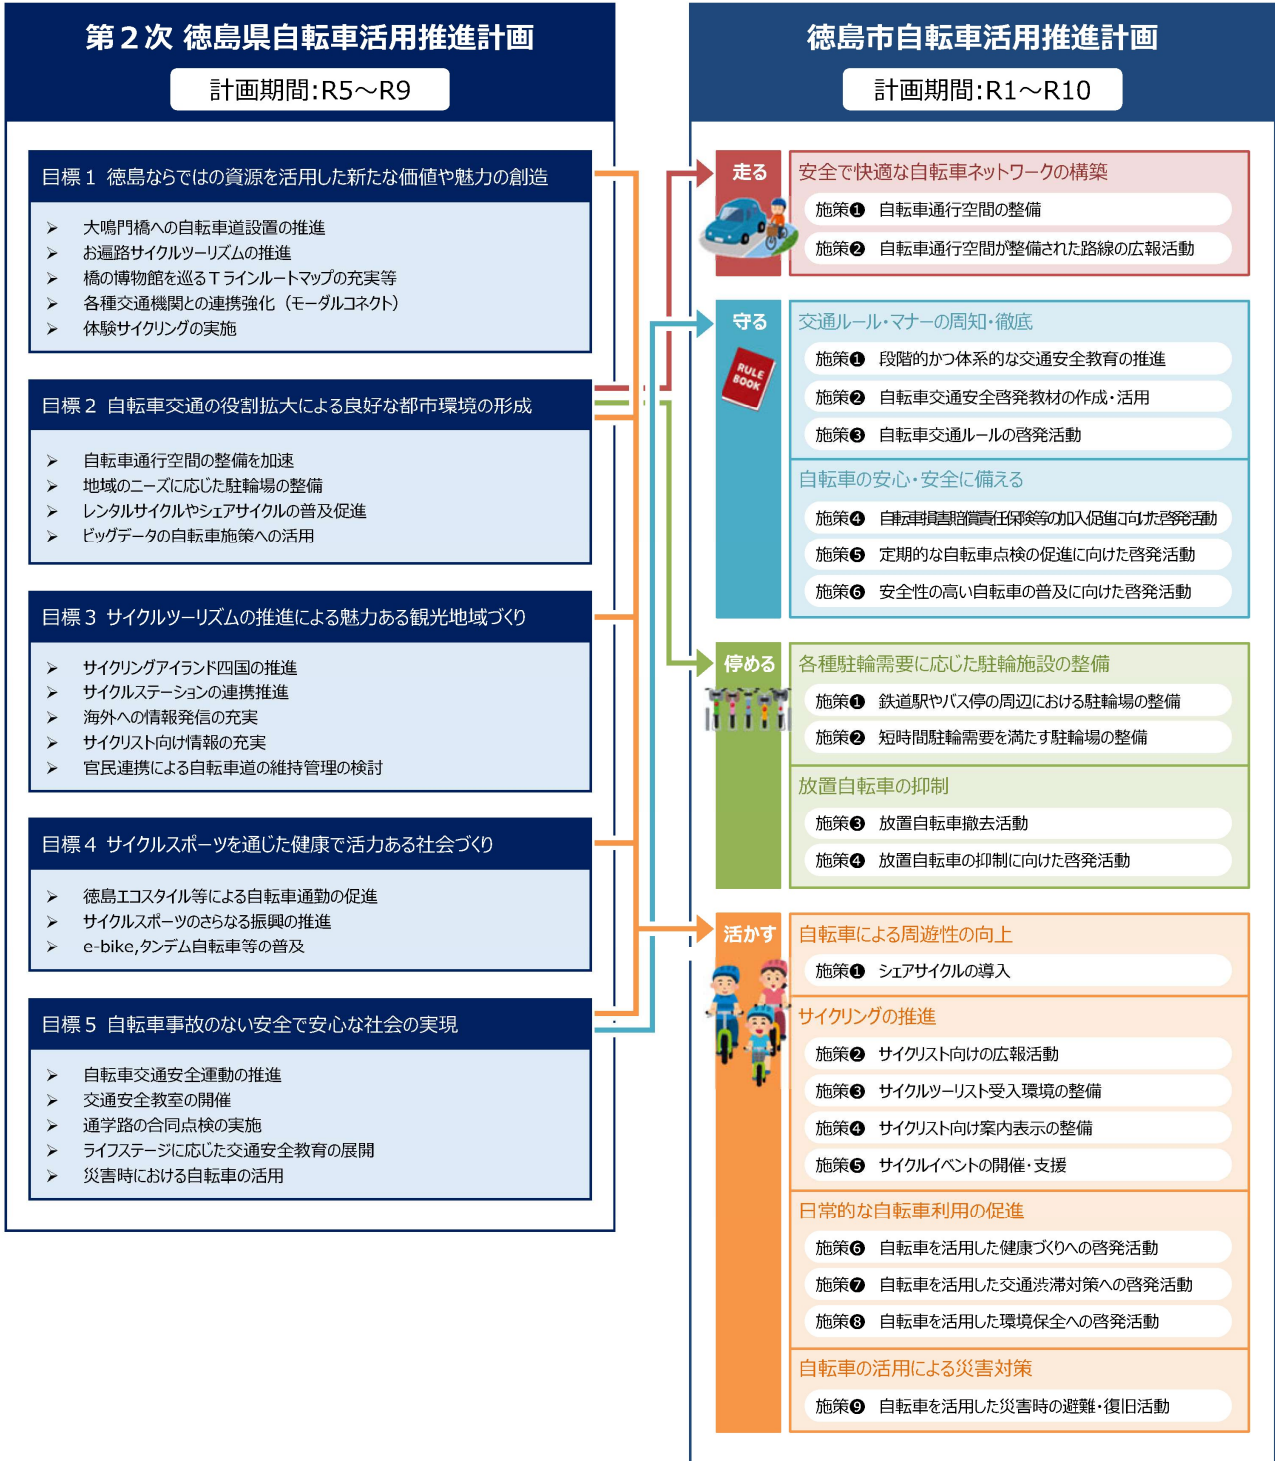 第２次 徳島県自転車活用推進計画
計画期間:R5～R9
目標１ 徳島ならではの資源を活用した新たな価値や魅力の創造
➢ 大鳴門橋への自転車道設置の推進
➢ お遍路サイクルツーリズムの推進
➢ 橋の博物館を巡るＴラインルートマップの充実等
➢ 各種交通機関との連携強化（モーダルコネクト）
➢ 体験サイクリングの実施
目標２ 自転車交通の役割拡大による良好な都市環境の形成
➢ 自転車通行空間の整備を加速
➢ 地域のニーズに応じた駐輪場の整備
➢ レンタルサイクルやシェアサイクルの普及促進
➢ ビッグデータの自転車施策への活用
目標３ サイクルツーリズムの推進による魅力ある観光地域づくり
➢ サイクリングアイランド四国の推進
➢ サイクルステーションの連携推進
➢ 海外への情報発信の充実
➢ サイクリスト向け情報の充実
➢ 官民連携による自転車道の維持管理の検討
目標４ サイクルスポーツを通じた健康で活力ある社会づくり
➢ 徳島エコスタイル等による自転車通勤の促進
➢ サイクルスポーツのさらなる振興の推進
➢ e-bike,タンデム自転車等の普及
目標５ 自転車事故のない安全で安心な社会の実現
➢ 自転車交通安全運動の推進
➢ 交通安全教室の開催
➢ 通学路の合同点検の実施
➢ ライフステージに応じた交通安全教育の展開
➢ 災害時における自転車の活用
徳島市自転車活用推進計画
計画期間:R1～R10
走る
安全で快適な自転車ネットワークの構築
施策❶ 自転車通行空間の整備
施策❷ 自転車通行空間が整備された路線の広報活動
守る
RULE
BOOK
交通ルール・マナーの周知・徹底
施策❶ 段階的かつ体系的な交通安全教育の推進
施策❷ 自転車交通安全啓発教材の作成・活用
施策❸ 自転車交通ルールの啓発活動
自転車の安心・安全に備える
施策❹ 自転車損害賠償責任保険等の加入促進に向けた啓発活動
施策❺ 定期的な自転車点検の促進に向けた啓発活動
施策❻ 安全性の高い自転車の普及に向けた啓発活動
停める
各種駐輪需要に応じた駐輪施設の整備
施策❶ 鉄道駅やバス停の周辺における駐輪場の整備
施策❷ 短時間駐輪需要を満たす駐輪場の整備
放置自転車の抑制
施策❸ 放置自転車撤去活動
施策❹ 放置自転車の抑制に向けた啓発活動
活かす
自転車による周遊性の向上
施策❶ シェアサイクルの導入
サイクリングの推進
施策❷ サイクリスト向けの広報活動
施策❸ サイクルツーリスト受入環境の整備
施策❹ サイクリスト向け案内表示の整備
施策❺ サイクルイベントの開催・支援
日常的な自転車利用の促進
施策❻ 自転車を活用した健康づくりへの啓発活動
施策❼ 自転車を活用した交通渋滞対策への啓発活動
施策❽ 自転車を活用した環境保全への啓発活動
自転車の活用による災害対策
施策❾ 自転車を活用した災害時の避難・復旧活動